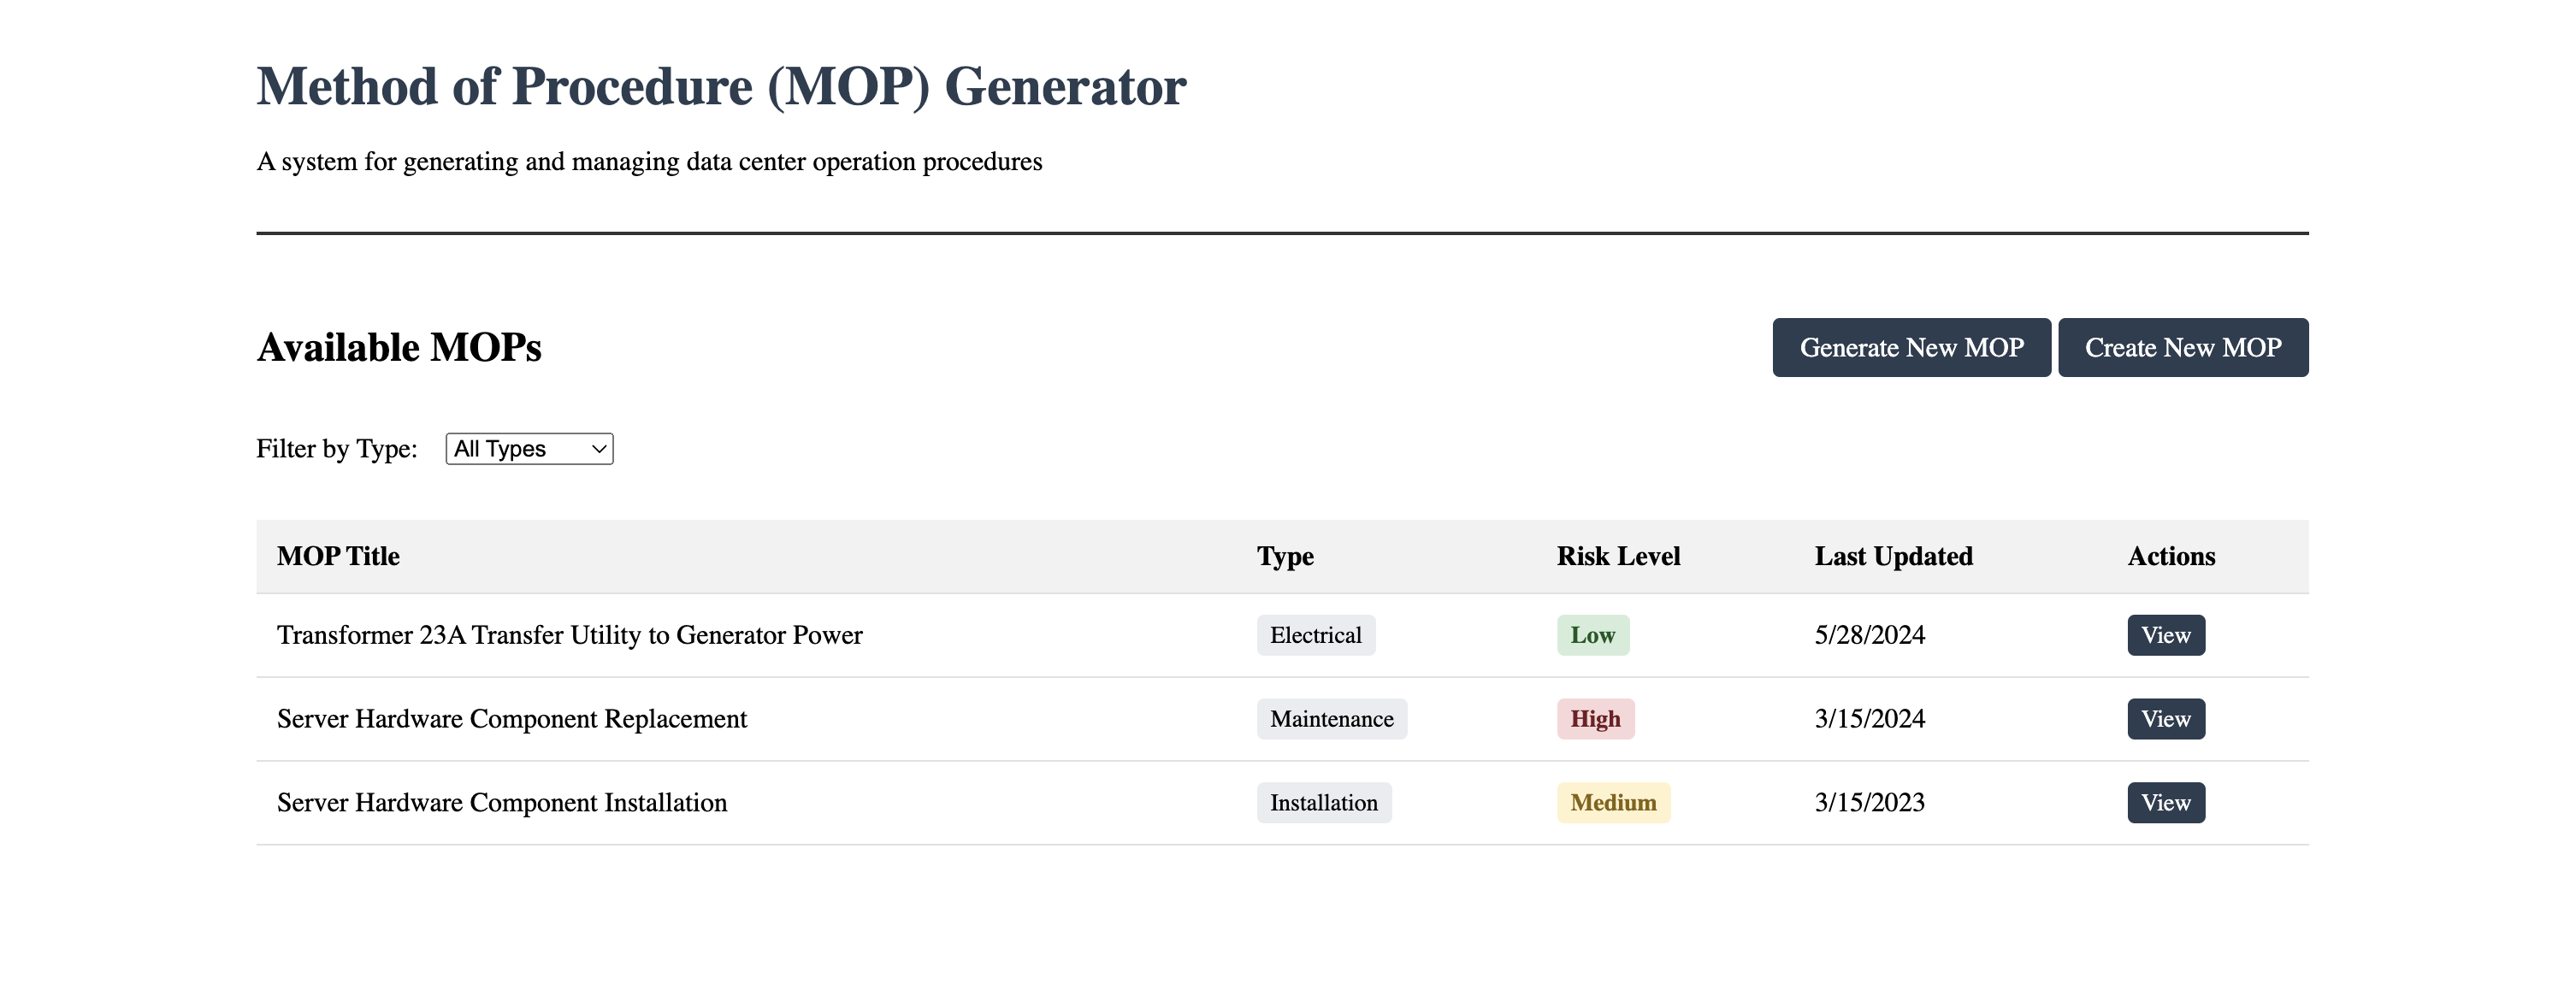 Method of Procedure (MOP) Generator
A system for generating and managing data center operation procedures
Available MOPs
Generate New MOP Create New MOP
Filter by Type: All Types
MOP Title Type Risk Level Last Updated Actions
Transformer 23A Transfer Utility to Generator Power Electrical Low 5/28/2024 View
Server Hardware Component Replacement Maintenance High 3/15/2024 View
Server Hardware Component Installation Installation Medium 3/15/2023 View